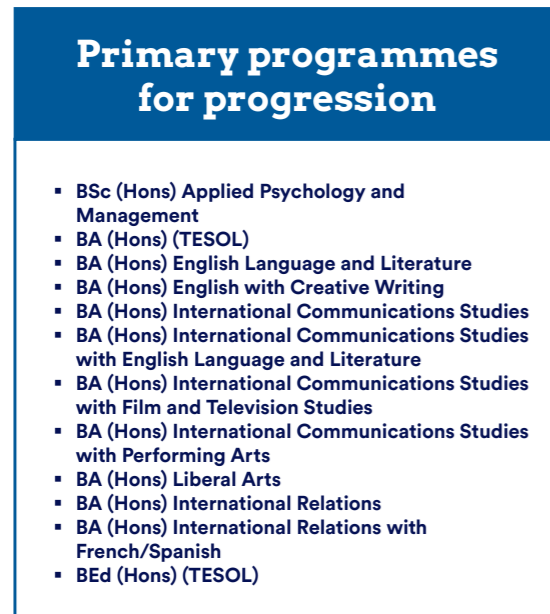 Primary programmes
for progression
▪ BSc (Hons) Applied Psychology and
Management
▪ BA (Hons) (TESOL)
▪ BA (Hons) English Language and Literature
▪ BA (Hons) English with Creative Writing
▪ BA (Hons) International Communications Studies
▪ BA (Hons) International Communications Studies
with English Language and Literature
▪ BA (Hons) International Communications Studies
with Film and Television Studies
▪ BA (Hons) International Communications Studies
with Performing Arts
▪ BA (Hons) Liberal Arts
▪ BA (Hons) International Relations
▪ BA (Hons) International Relations with
French/Spanish
▪ BEd (Hons) (TESOL)